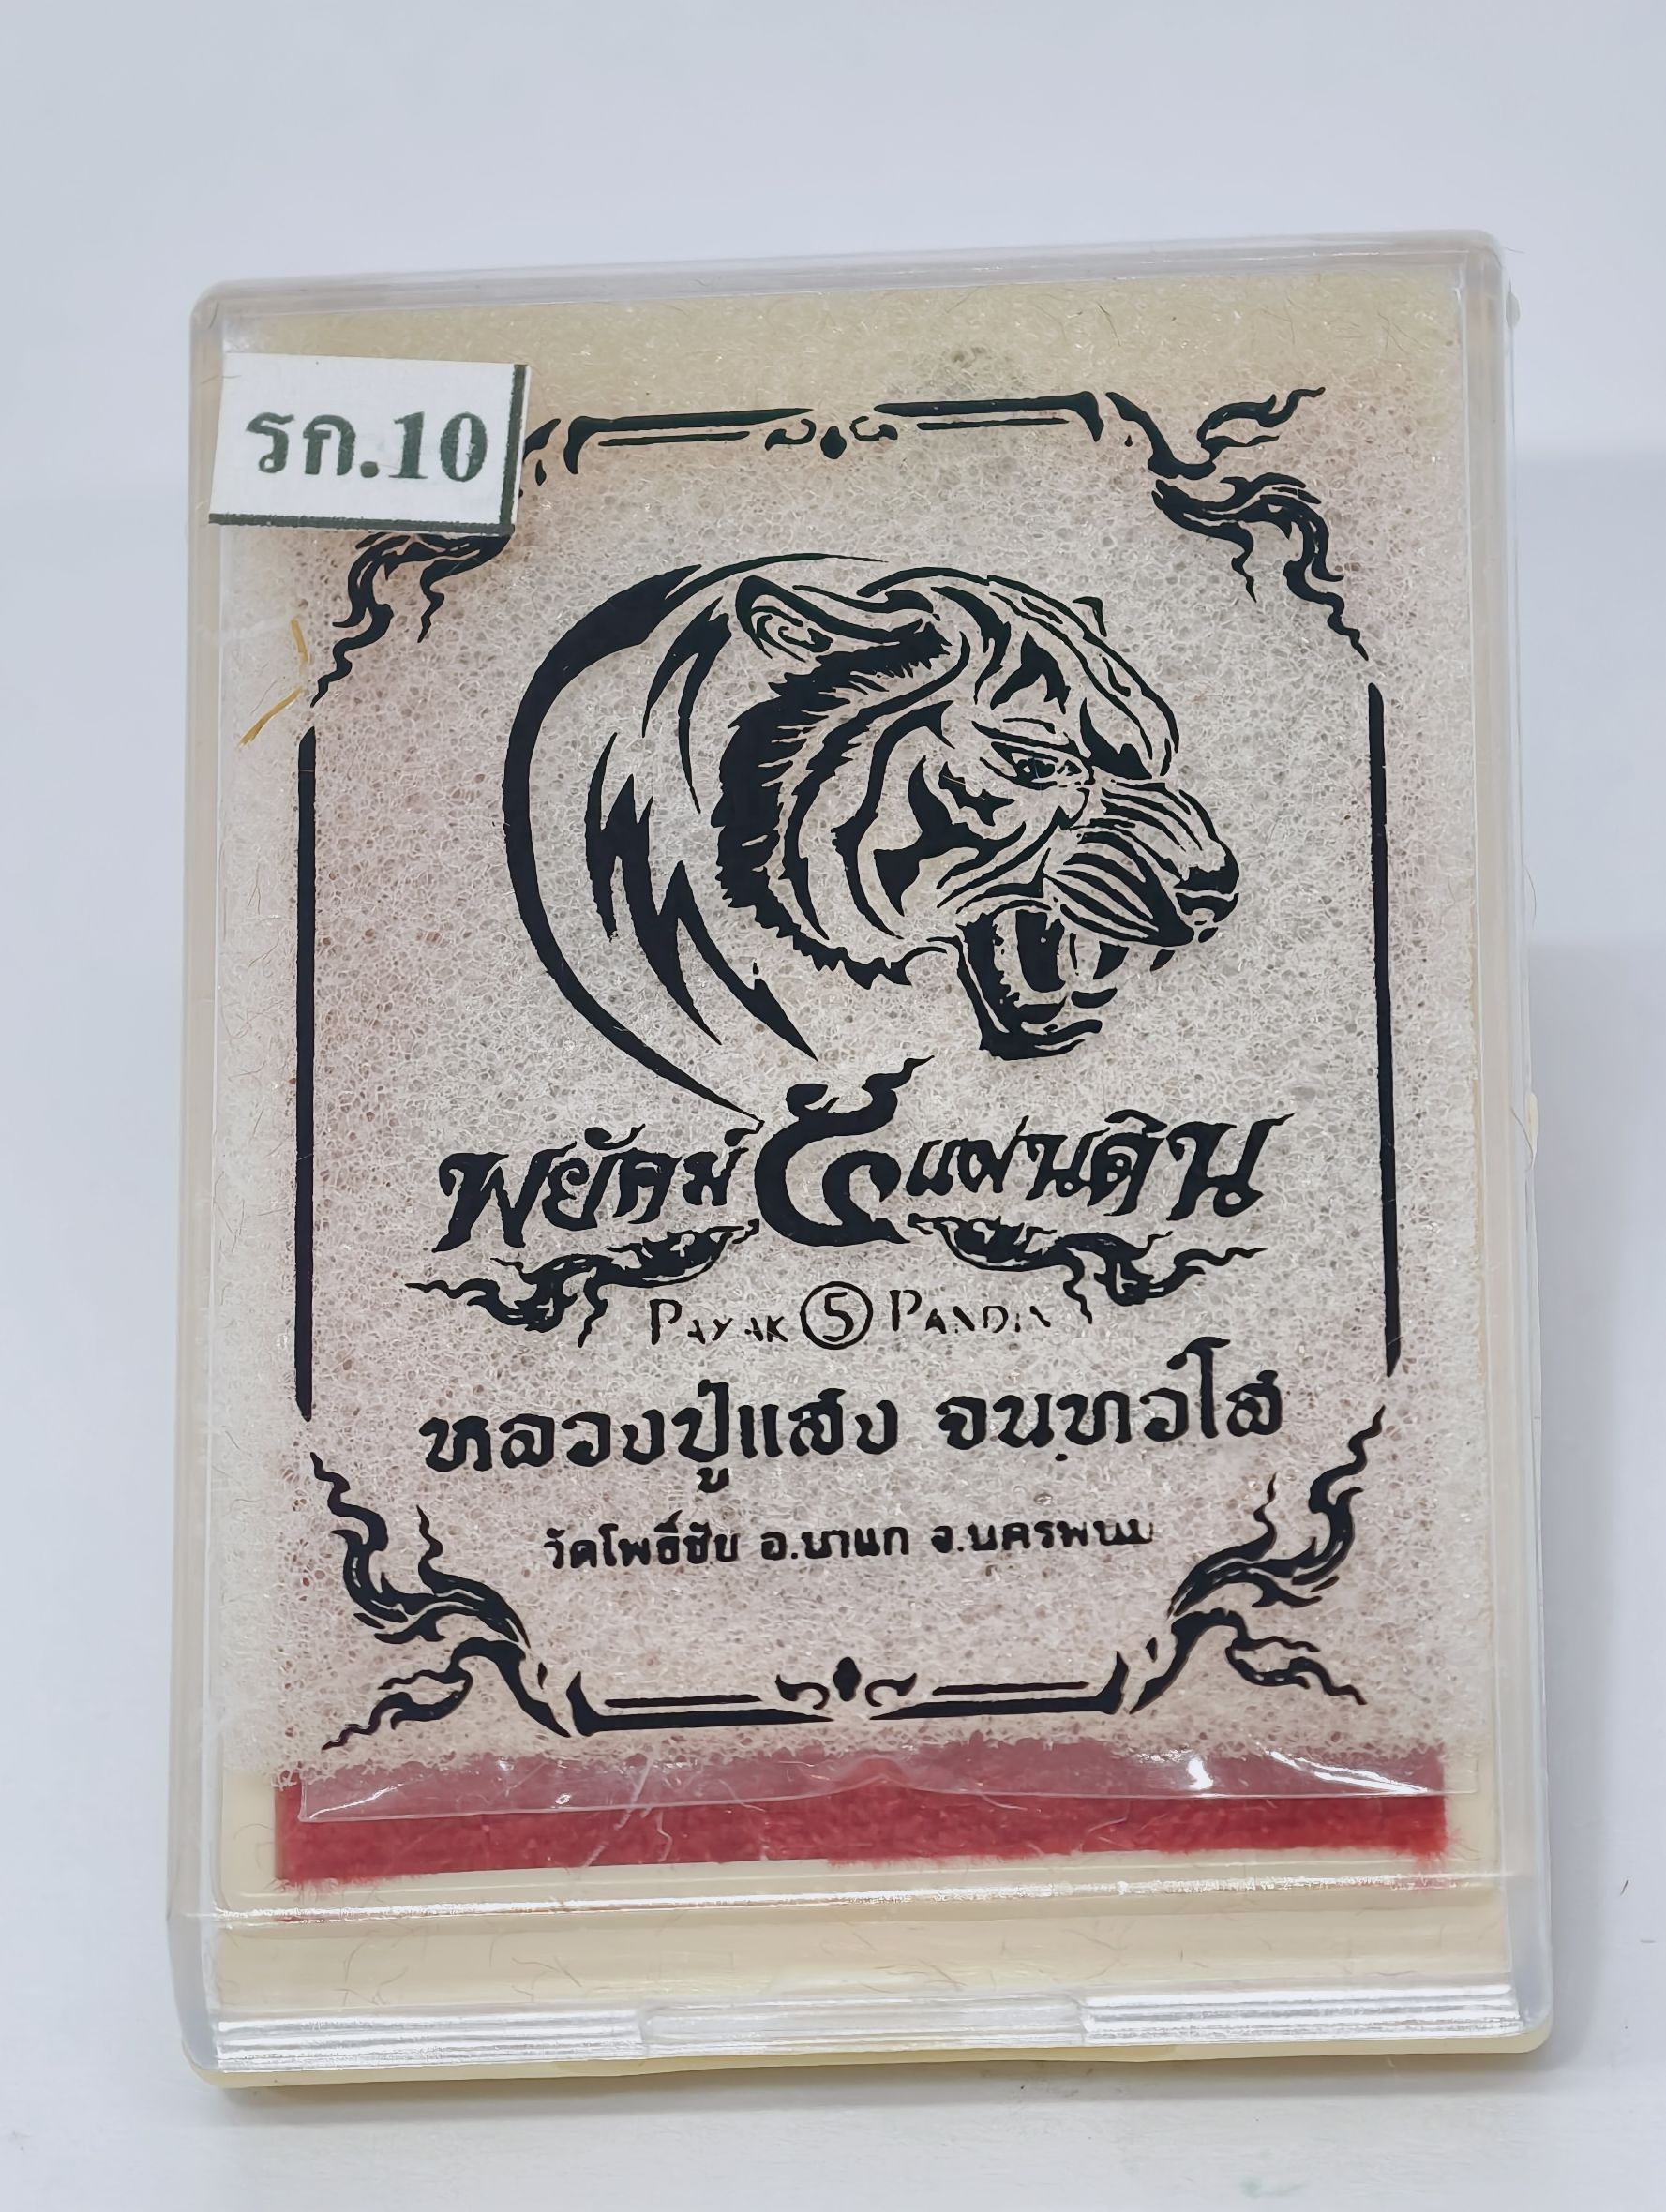 รก.10
พยัคฆ์ ๕ แผ่นดิน
PAYAK 5 PANDIN
หลวงปู่แสง จนฺทวํโส
วัดโพธิ์ชัย อ.นาแก จ.นครพนม